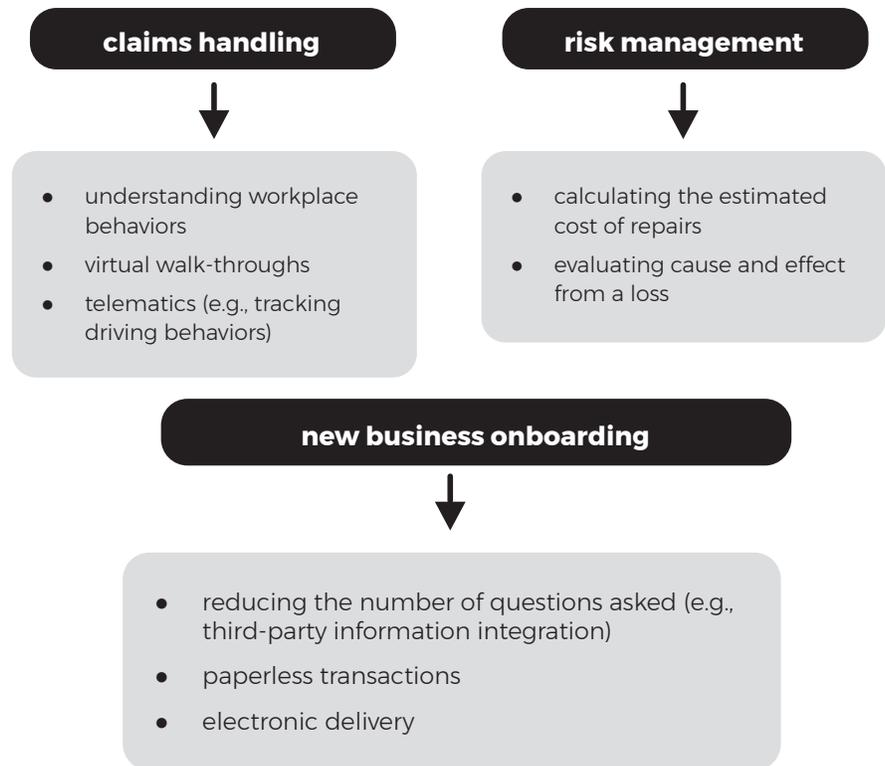 claims handling
● understanding workplace
behaviors
● virtual walk-throughs
● telematics (e.g., tracking
driving behaviors)
risk management
● calculating the estimated
cost of repairs
● evaluating cause and effect
from a loss
new business onboarding
● reducing the number of questions asked (e.g.,
third-party information integration)
● paperless transactions
● electronic delivery